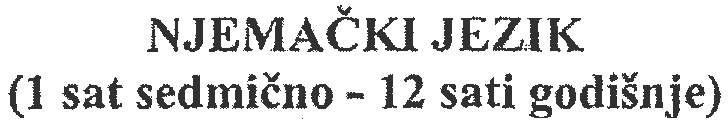 NJEMAČKI JEZIK
(1 sat sedmično - 12 sati godišnje)